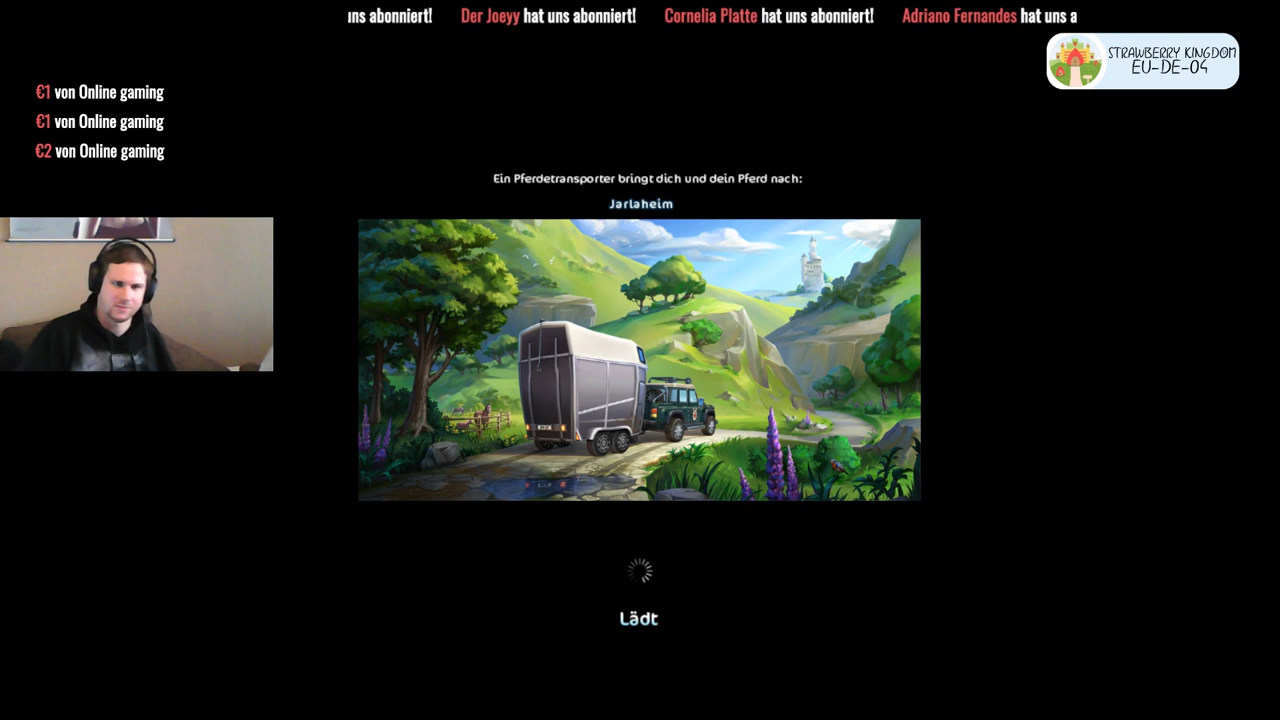 ıns abonniert! Der Joeyy hat uns abonniert! Cornelia Platte hat uns abonniert! Adriano Fernandes hat uns a
STRAWBERRY KINGDOM
EU-DE-04
€1 von Online gaming
€1 von Online gaming
€2 von Online gaming
Ein Pferdetransporter bringt dich und dein Pferd nach:
Jarlaheim
Lädt